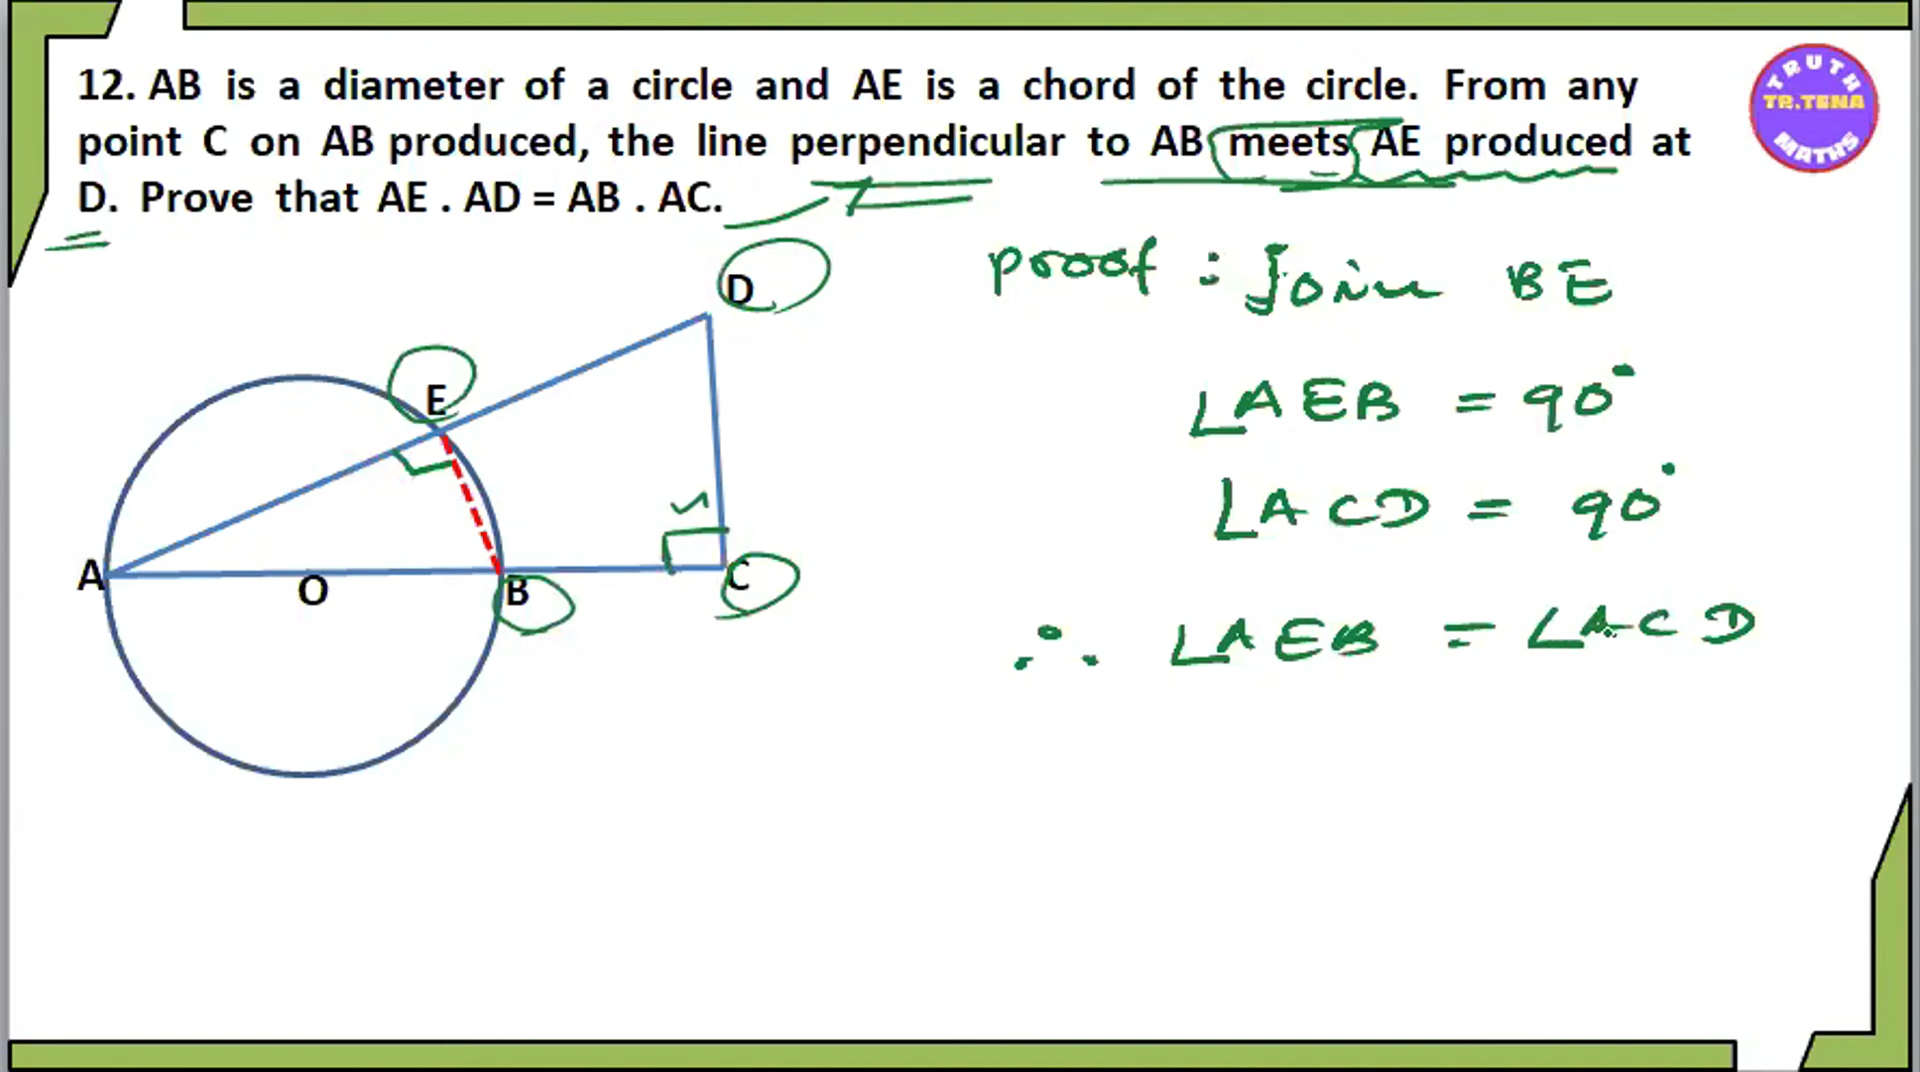 12. AB is a diameter of a circle and AE is a chord of the circle. From any
point C on AB produced, the line perpendicular to AB meets AE produced at
D. Prove that AE . AD = AB . AC.
TRUTH
TR.TENA
MATHS
proof : Join BE
∠AEB = 90°
∠ACD = 90°
∴ ∠AEB = ∠ACD
D
E
A
O
B
C